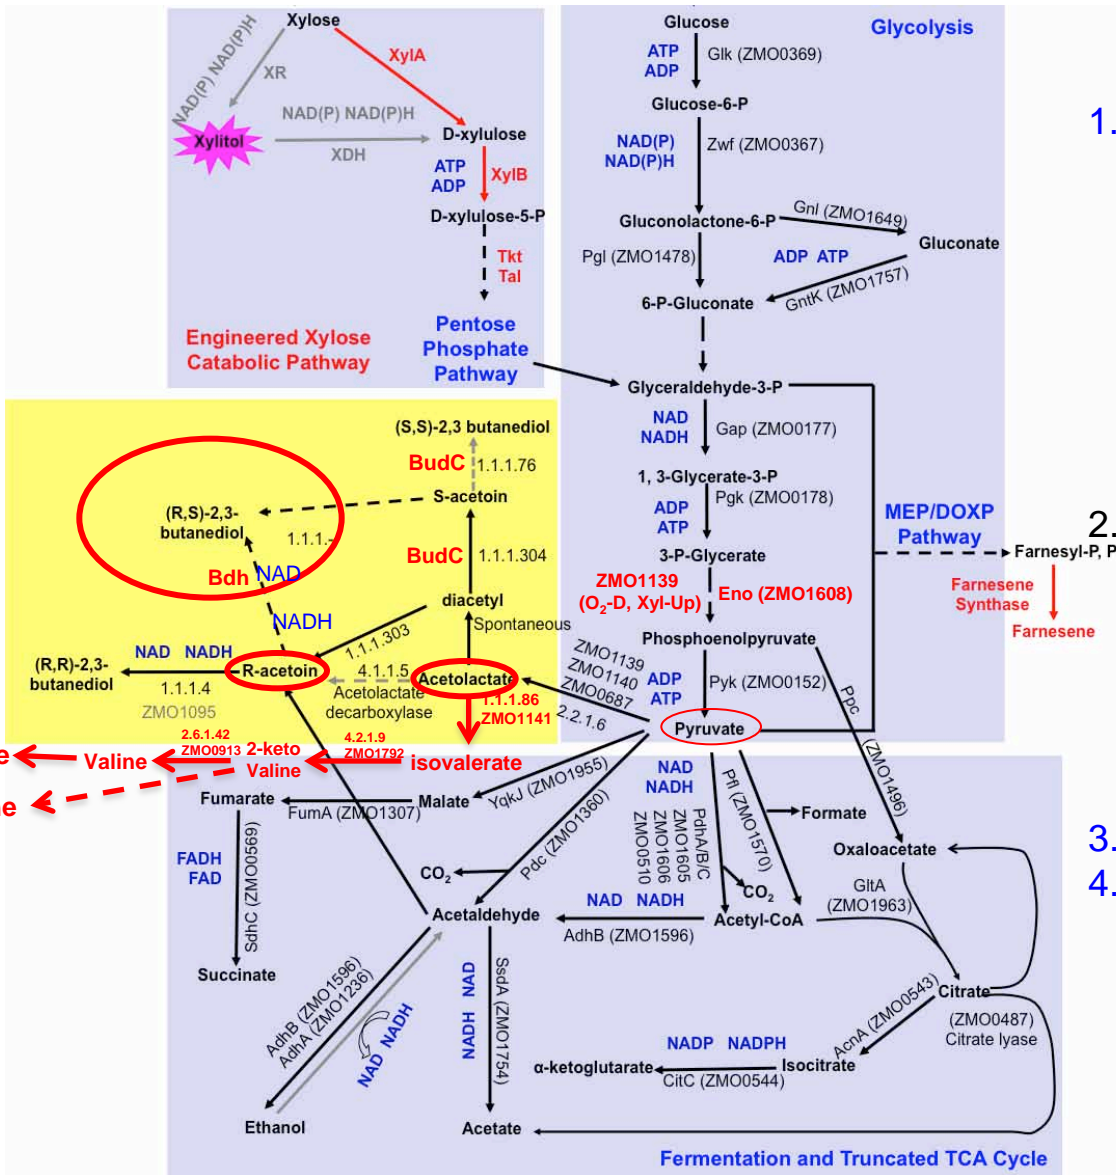 Xylose
NAD(P) NAD(P)H
XR
XylA
Xylitol
NAD(P) NAD(P)H
XDH
D-xylulose
ATP
ADP
XylB
D-xylulose-5-P
Tkt
Tal
Engineered Xylose
Catabolic Pathway
Pentose
Phosphate
Pathway
Glucose
Glycolysis
ATP
ADP
Glk (ZMO0369)
Glucose-6-P
NAD(P)
NAD(P)H
Zwf (ZMO0367)
Gluconolactone-6-P
Gnl (ZMO1649)
Gluconate
Pgl (ZMO1478)
ADP ATP
GntK (ZMO1757)
6-P-Gluconate
Glyceraldehyde-3-P
NAD
NADH
Gap (ZMO0177)
1, 3-Glycerate-3-P
ADP
ATP
Pgk (ZMO0178)
3-P-Glycerate
ZMO1139
(O2-D, Xyl-Up)
Eno (ZMO1608)
Phosphoenolpyruvate
ADP
ATP
Pyk (ZMO0152)
Ppc
(ZMO1496)
Pyruvate
MEP/DOXP
Pathway
Farnesyl-P, P
Farnesene
Synthase
Farnesene
1.
2.
3.
4.
(S,S)-2,3 butanediol
BudC
1.1.1.76
S-acetoin
(R,S)-2,3-
butanediol
1.1.1.-
BudC
1.1.1.304
Bdh
NAD
NADH
diacetyl
1.1.1.303
Spontaneous
NAD NADH
(R,R)-2,3-
butanediol
1.1.1.4
ZMO1095
R-acetoin
4.1.1.5
Acetolactate
decarboxylase
Acetolactate
ZMO1139
ZMO1140
ZMO0687
2.2.1.6
1.1.1.86
ZMO1141
2.6.1.42
ZMO0913
2-keto
Valine
4.2.1.9
ZMO1792
isovalerate
Valine
e
ne
Fumarate
FumA (ZMO1307)
Malate
YqkJ (ZMO1955)
FADH
FAD
SdhC (ZMO0569)
Succinate
Pdc (ZMO1360)
CO2
NAD
NADH
PdhA/B/C
ZMO1605
ZMO1606
ZMO0510
Pfl (ZMO1570)
Formate
CO2
Acetaldehyde
NAD NADH
AdhB (ZMO1596)
Acetyl-CoA
Oxaloacetate
GltA
(ZMO1963)
Citrate
(ZMO0487)
Citrate lyase
AcnA (ZMO0543)
Isocitrate
NADP NADPH
CitC (ZMO0544)
α-ketoglutarate
AdhB (ZMO1596)
AdhA (ZMO1236)
NAD NADH
NADH NAD
SsdA (ZMO1754)
Ethanol
Acetate
Fermentation and Truncated TCA Cycle